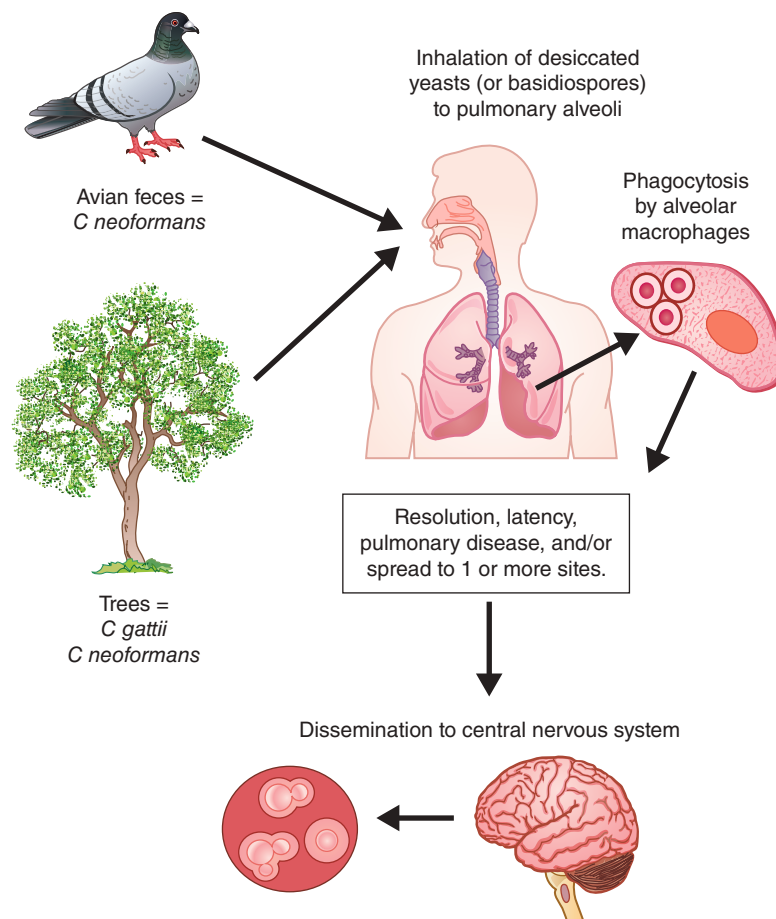 Inhalation of desiccated
yeasts (or basidiospores)
to pulmonary alveoli
Avian feces =
C neoformans
Phagocytosis
by alveolar
macrophages
Trees =
C gattii
C neoformans
Resolution, latency,
pulmonary disease, and/or
spread to 1 or more sites.
Dissemination to central nervous system